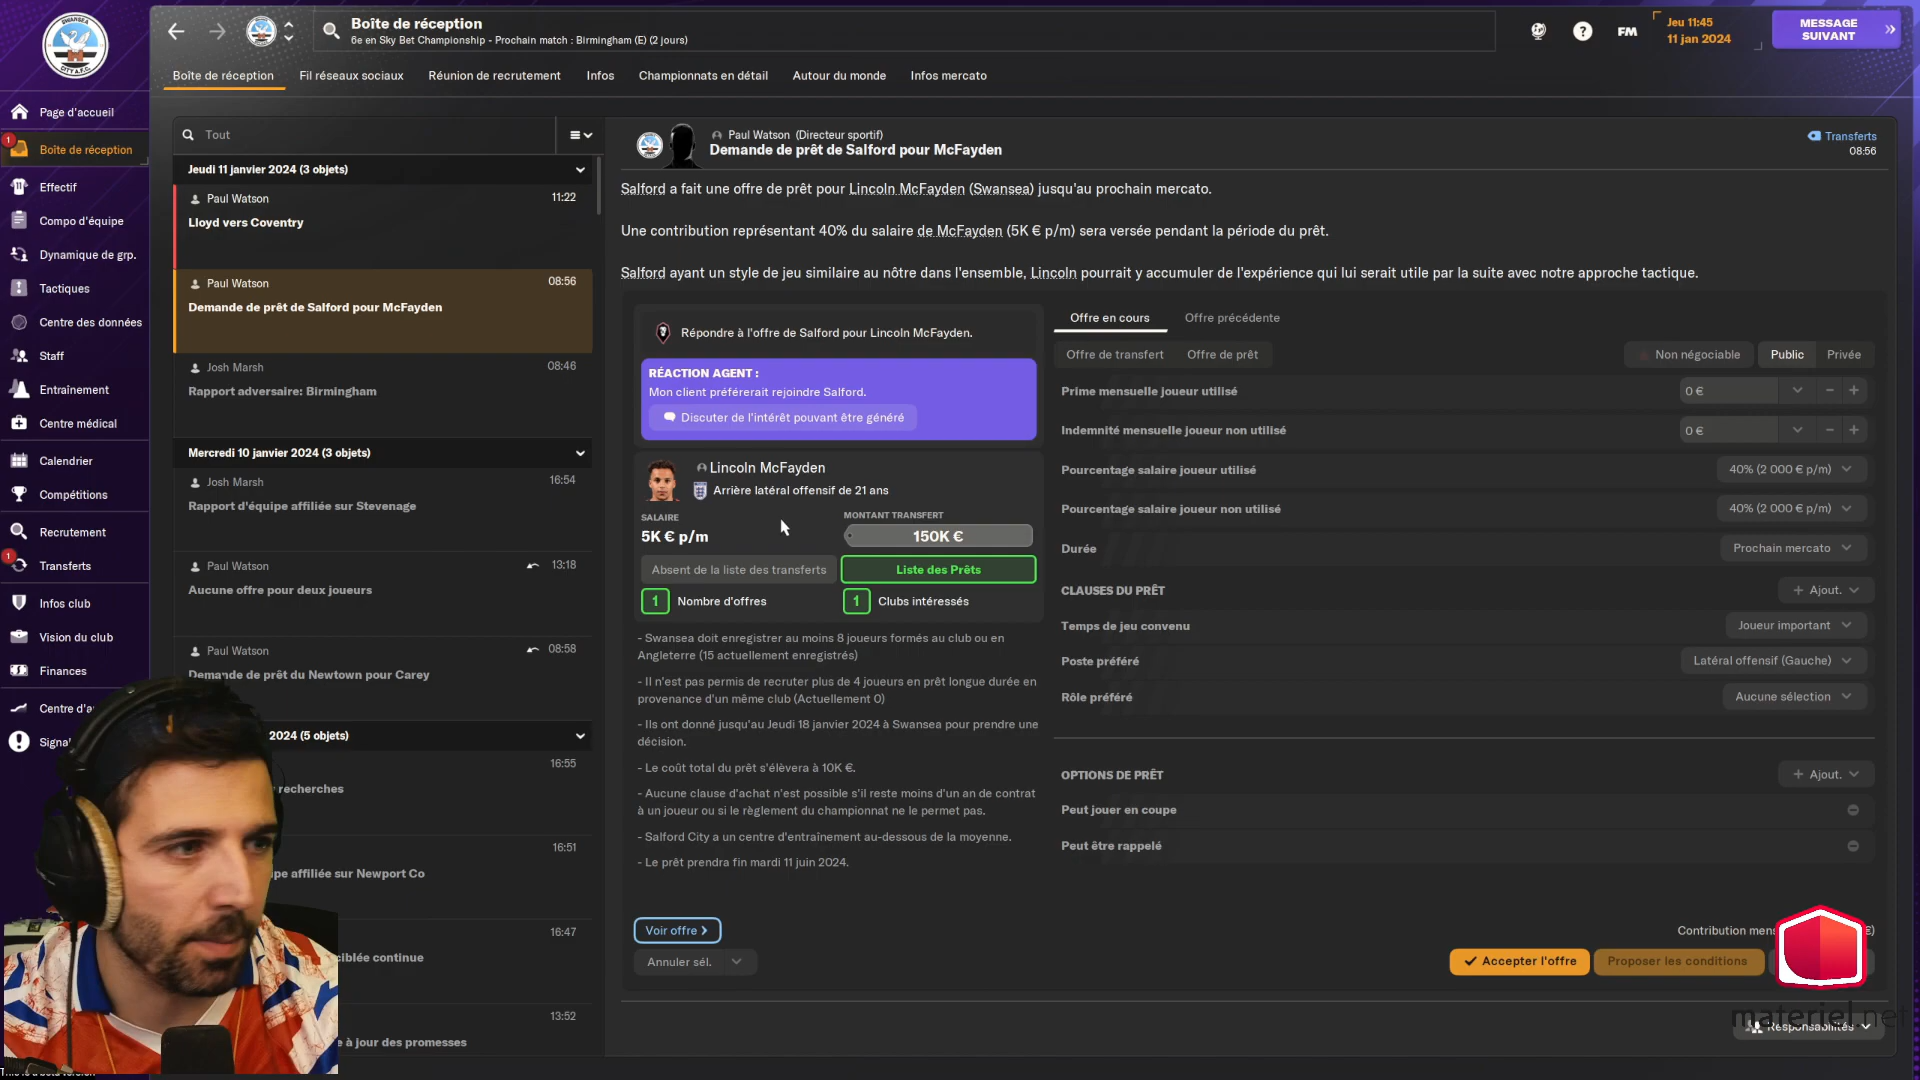 SWANSEA
CITY A.F.C.
Boîte de réception
6e en Sky Bet Championship - Prochain match : Birmingham (E) (2 jours)
FM
Jeu 11:45
11 jan 2024
MESSAGE
SUIVANT
Boîte de réception
Fil réseaux sociaux
Réunion de recrutement
Infos
Championnats en détail
Autour du monde
Infos mercato
Page d'accueil
1
Boîte de réception
Effectif
Compo d'équipe
Dynamique de grp.
Tactiques
Centre des données
Staff
Entraînement
Centre médical
Calendrier
Compétitions
Recrutement
1
Transferts
Infos club
Vision du club
Finances
Centre d'a
Signal
Tout
Jeudi 11 janvier 2024 (3 objets)
Paul Watson 11:22
Lloyd vers Coventry
Paul Watson 08:56
Demande de prêt de Salford pour McFayden
Josh Marsh 08:46
Rapport adversaire: Birmingham
Mercredi 10 janvier 2024 (3 objets)
Josh Marsh 16:54
Rapport d'équipe affiliée sur Stevenage
Paul Watson 13:18
Aucune offre pour deux joueurs
Paul Watson 08:58
Demande de prêt du Newtown pour Carey
2024 (5 objets)
16:55
recherches
16:51
ipe affiliée sur Newport Co
16:47
ciblée continue
13:52
e à jour des promesses
Paul Watson (Directeur sportif)
Demande de prêt de Salford pour McFayden
Transferts
08:56
Salford a fait une offre de prêt pour Lincoln McFayden (Swansea) jusqu'au prochain mercato.
Une contribution représentant 40% du salaire de McFayden (5K € p/m) sera versée pendant la période du prêt.
Salford ayant un style de jeu similaire au nôtre dans l'ensemble, Lincoln pourrait y accumuler de l'expérience qui lui serait utile par la suite avec notre approche tactique.
Répondre à l'offre de Salford pour Lincoln McFayden.
RÉACTION AGENT :
Mon client préférerait rejoindre Salford.
Discuter de l'intérêt pouvant être généré
Lincoln McFayden
Arrière latéral offensif de 21 ans
SALAIRE
5K € p/m
MONTANT TRANSFERT
150K €
Absent de la liste des transferts
Liste des Prêts
1 Nombre d'offres
1 Clubs intéressés
- Swansea doit enregistrer au moins 8 joueurs formés au club ou en
Angleterre (15 actuellement enregistrés)
- Il n'est pas permis de recruter plus de 4 joueurs en prêt longue durée en
provenance d'un même club (Actuellement 0)
- Ils ont donné jusqu'au Jeudi 18 janvier 2024 à Swansea pour prendre une
décision.
- Le coût total du prêt s'élèvera à 10K €.
- Aucune clause d'achat n'est possible s'il reste moins d'un an de contrat
à un joueur ou si le règlement du championnat ne le permet pas.
- Salford City a un centre d'entraînement au-dessous de la moyenne.
- Le prêt prendra fin mardi 11 juin 2024.
Voir offre
Annuler sél.
Offre en cours
Offre précédente
Offre de transfert
Offre de prêt
Non négociable
Public
Privée
Prime mensuelle joueur utilisé 0 €
Indemnité mensuelle joueur non utilisé 0 €
Pourcentage salaire joueur utilisé 40% (2 000 € p/m)
Pourcentage salaire joueur non utilisé 40% (2 000 € p/m)
Durée Prochain mercato
CLAUSES DU PRÊT + Ajout.
Temps de jeu convenu Joueur important
Poste préféré Latéral offensif (Gauche)
Rôle préféré Aucune sélection
OPTIONS DE PRÊT + Ajout.
Peut jouer en coupe
Peut être rappelé
Contribution mens
Accepter l'offre
Proposer les conditions
materiel.net
Responsabilités